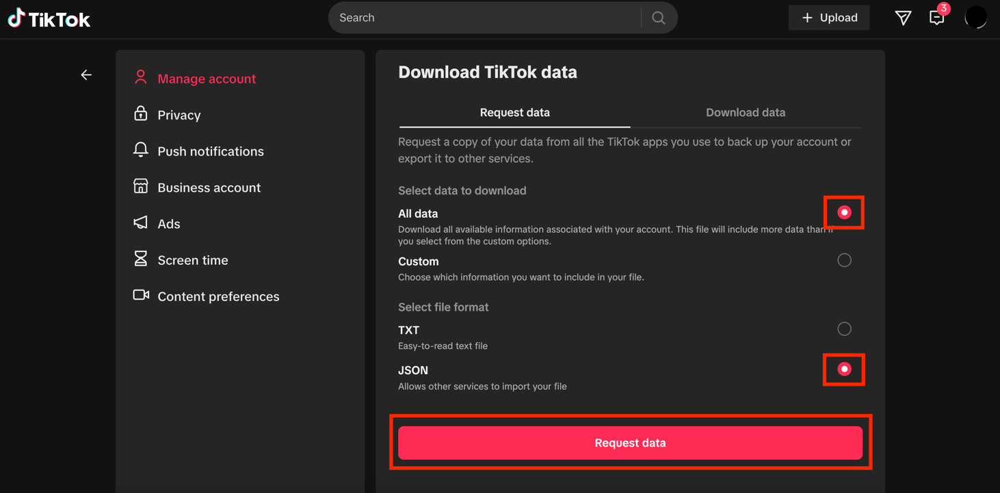 TikTok
Search
Upload
3
Manage account
Privacy
Push notifications
Business account
Ads
Screen time
Content preferences
Download TikTok data
Request data
Download data
Request a copy of your data from all the TikTok apps you use to back up your account or
export it to other services.
Select data to download
All data
Download all available information associated with your account. This file will include more data than if
you select from the custom options.
Custom
Choose which information you want to include in your file.
Select file format
TXT
Easy-to-read text file
JSON
Allows other services to import your file
Request data